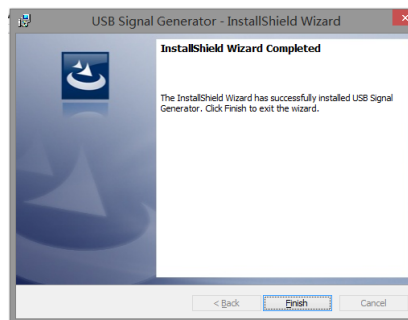 USB Signal Generator - InstallShield Wizard
InstallShield Wizard Completed
The InstallShield Wizard has successfully installed USB Signal
Generator. Click Finish to exit the wizard.
< Back
Finish
Cancel